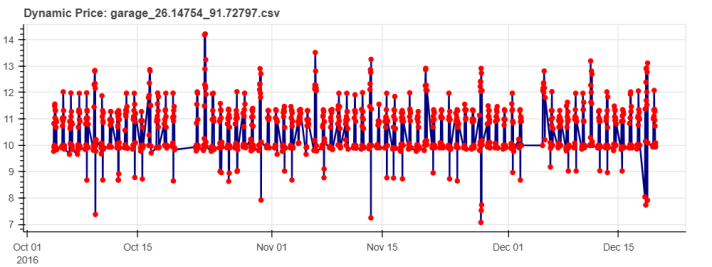 Dynamic Price: garage_26.14754_91.72797.csv
14
13
12
11
10
9
8
7
Oct 01
2016
Oct 15
Nov 01
Nov 15
Dec 01
Dec 15